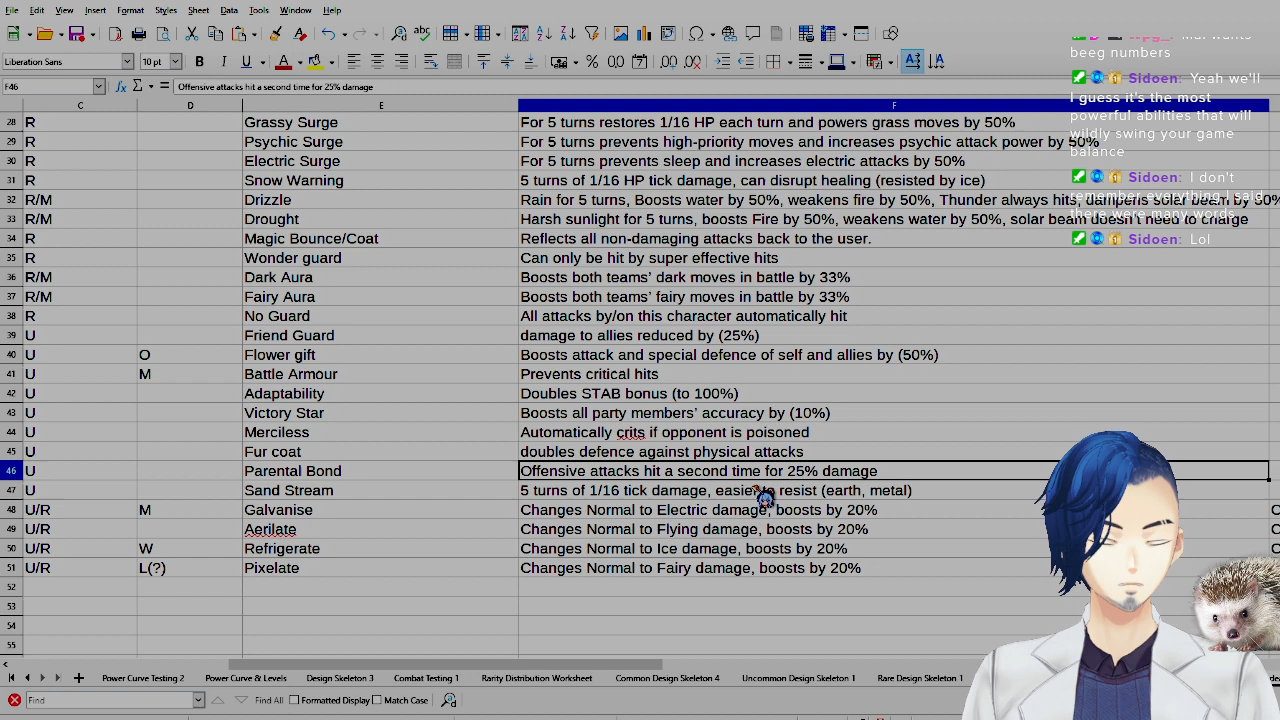 File Edit View Insert Format Styles Sheet Data Tools Window Help
Liberation Sans 10 pt
F46 Offensive attacks hit a second time for 25% damage
C D E F
28 R Grassy Surge For 5 turns restores 1/16 HP each turn and powers grass moves by 50%
29 R Psychic Surge For 5 turns prevents high-priority moves and increases psychic attack power by 50%
30 R Electric Surge For 5 turns prevents sleep and increases electric attacks by 50%
31 R Snow Warning 5 turns of 1/16 HP tick damage, can disrupt healing (resisted by ice)
32 R/M Drizzle Rain for 5 turns, Boosts water by 50%, weakens fire by 50%, Thunder always hits, dampens solar beam by 50%
33 R/M Drought Harsh sunlight for 5 turns, boosts Fire by 50%, weakens water by 50%, solar beam doesn't need to charge
34 R Magic Bounce/Coat Reflects all non-damaging attacks back to the user.
35 R Wonder guard Can only be hit by super effective hits
36 R/M Dark Aura Boosts both teams' dark moves in battle by 33%
37 R/M Fairy Aura Boosts both teams' fairy moves in battle by 33%
38 R No Guard All attacks by/on this character automatically hit
39 U Friend Guard damage to allies reduced by (25%)
40 U O Flower gift Boosts attack and special defence of self and allies by (50%)
41 U M Battle Armour Prevents critical hits
42 U Adaptability Doubles STAB bonus (to 100%)
43 U Victory Star Boosts all party members' accuracy by (10%)
44 U Merciless Automatically crits if opponent is poisoned
45 U Fur coat doubles defence against physical attacks
46 U Parental Bond Offensive attacks hit a second time for 25% damage
47 U Sand Stream 5 turns of 1/16 tick damage, easier to resist (earth, metal)
48 U/R M Galvanise Changes Normal to Electric damage, boosts by 20%
49 U/R Aerilate Changes Normal to Flying damage, boosts by 20%
50 U/R W Refrigerate Changes Normal to Ice damage, boosts by 20%
51 U/R L(?) Pixelate Changes Normal to Fairy damage, boosts by 20%
52
53
54
55
Power Curve Testing 2 Power Curve & Levels Design Skeleton 3 Combat Testing 1 Rarity Distribution Worksheet Common Design Skeleton 4 Uncommon Design Skeleton 1 Rare Design Skeleton 1
Find Find All Formatted Display Match Case
beeg numbers
Sidoen: Yeah we'll
I guess it's the most
powerful abilities that will
wildly swing your game
balance
Sidoen: I don't
remember everything I said
there were many words
Sidoen: Lol